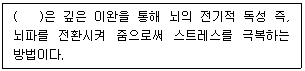 (   )은 깊은 이완을 통해 뇌의 전기적 독성 즉,
뇌파를 전환시켜 줌으로써 스트레스를 극복하는
방법이다.